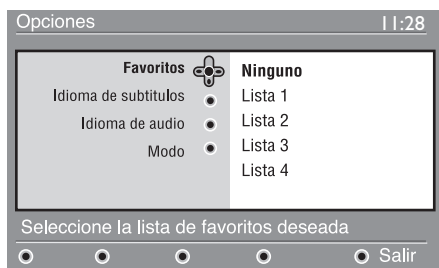 Opciones 11:28
Favoritos
Idioma de subtitulos
Idioma de audio
Modo
Ninguno
Lista 1
Lista 2
Lista 3
Lista 4
Seleccione la lista de favoritos deseada
Salir